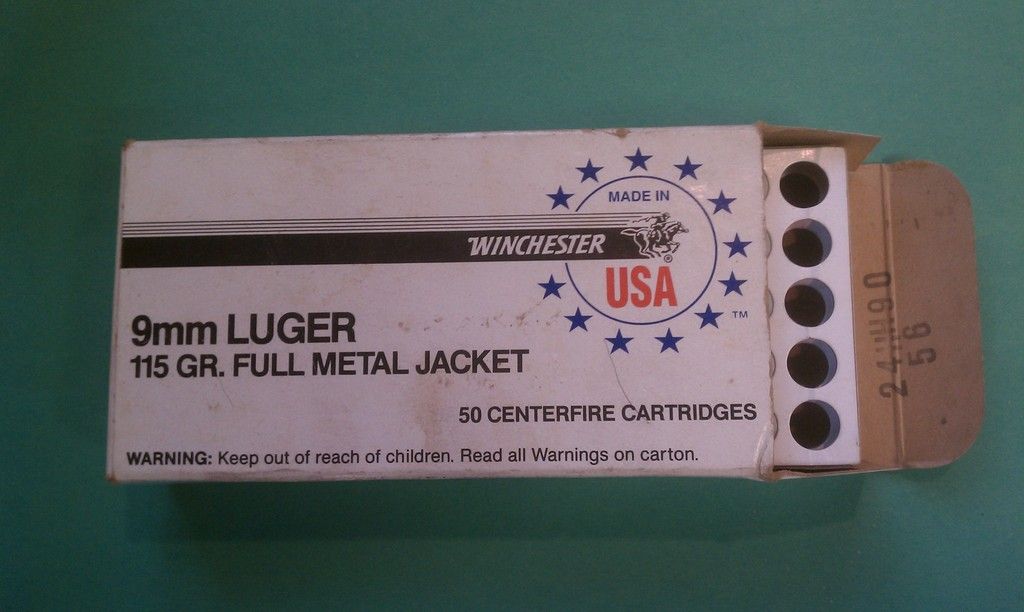 MADE IN
WINCHESTER
®
USA
TM
9mm LUGER
115 GR. FULL METAL JACKET
50 CENTERFIRE CARTRIDGES
WARNING: Keep out of reach of children. Read all Warnings on carton.
56